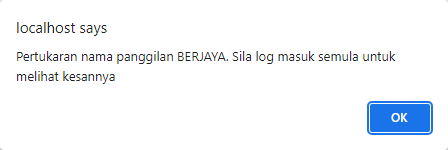 localhost says
Pertukaran nama panggilan BERJAYA. Sila log masuk semula untuk
melihat kesannya
OK